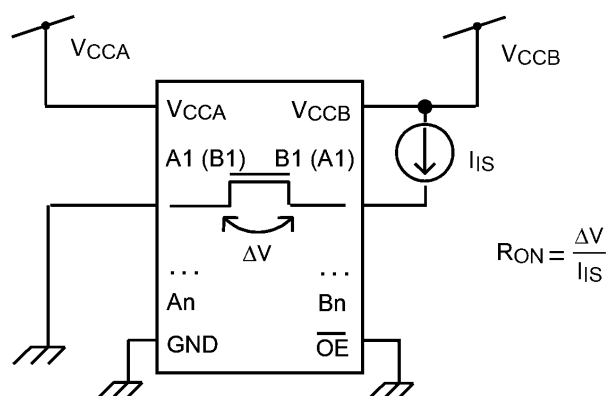 VCCA
VCCB
VCCA VCCB
A1 (B1) B1 (A1)
IIS
ΔV
RON = ΔV / IIS
... ...
An Bn
GND OE